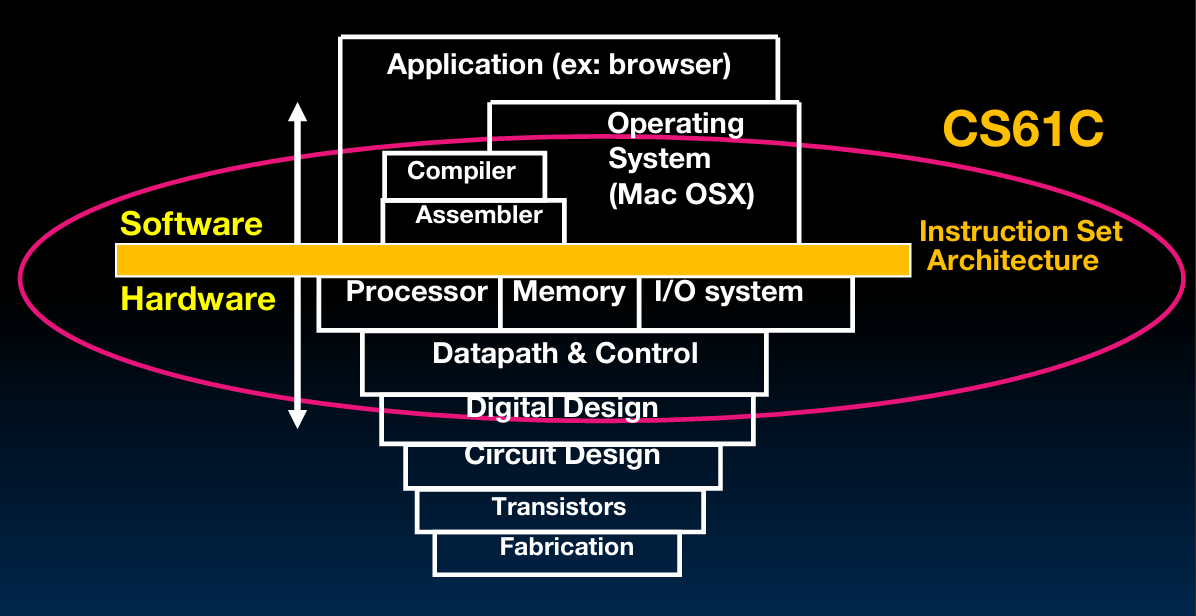 Application (ex: browser)
Operating
System
(Mac OSX)
CS61C
Compiler
Assembler
Software
Instruction Set
Architecture
Hardware
Processor
Memory
I/O system
Datapath & Control
Digital Design
Circuit Design
Transistors
Fabrication